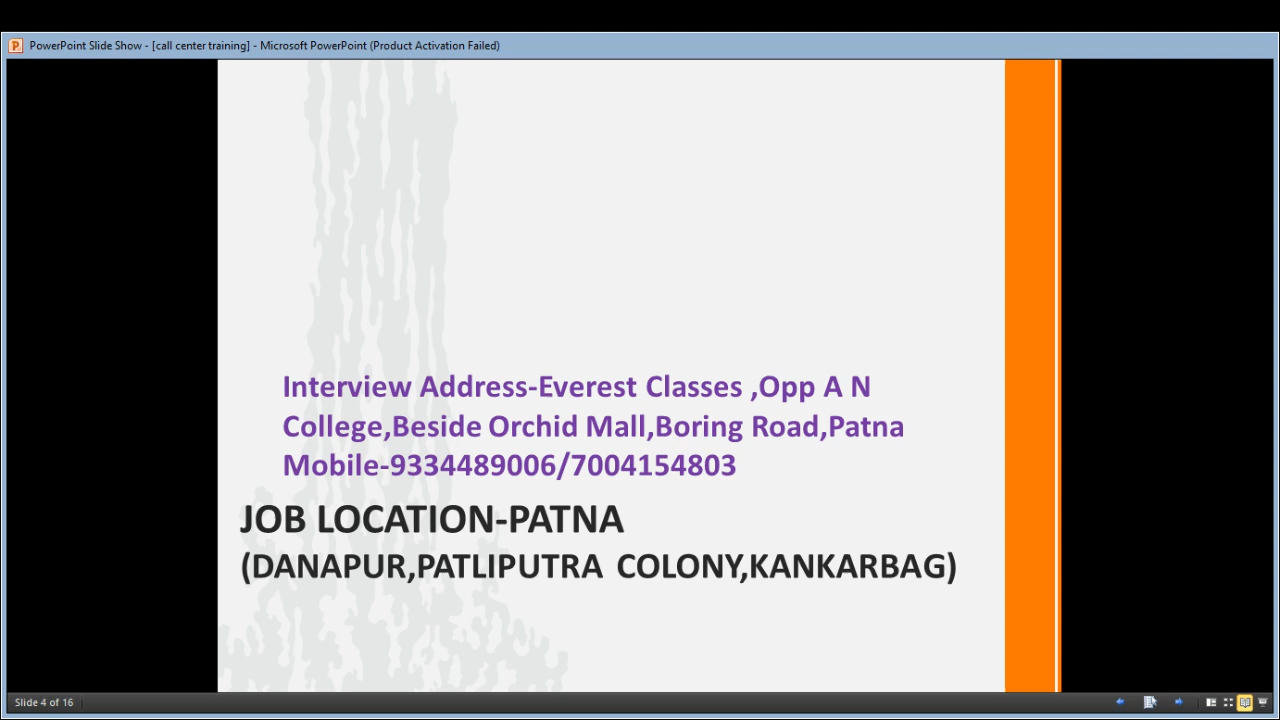 PowerPoint Slide Show - [call center training] - Microsoft PowerPoint (Product Activation Failed)
Interview Address-Everest Classes ,Opp A N
College,Beside Orchid Mall,Boring Road,Patna
Mobile-9334489006/7004154803
JOB LOCATION-PATNA
(DANAPUR,PATLIPUTRA COLONY,KANKARBAG)
Slide 4 of 16